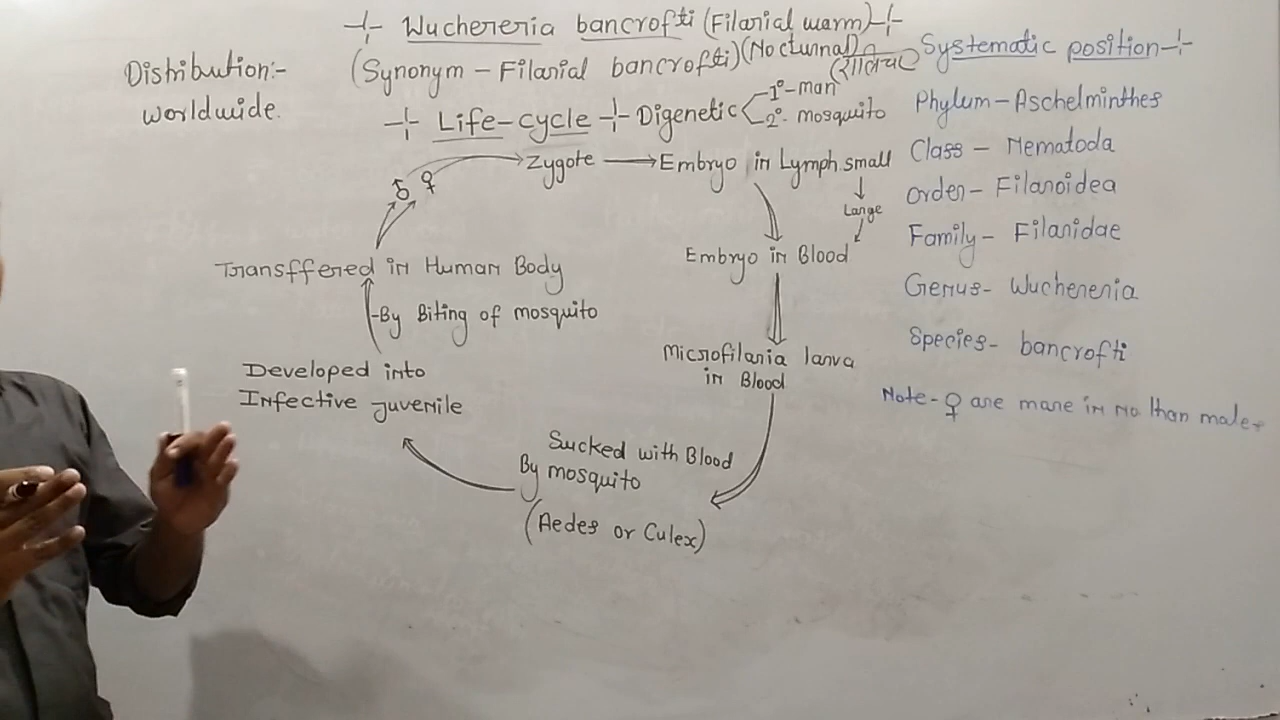 Wuchereria bancrofti (Filarial warm)
(Synonym - Filarial bancrofti) (Nocturnal)
Distribution:-
worldwide.
Life-cycle Digenetic
1°-man
2°- mosquito
♂ ♀ → Zygote → Embryo in Lymph small
↓
Large
Embryo in Blood
Microfilaria larva
in Blood
Sucked with Blood
By mosquito
(Aedes or Culex)
Developed into
Infective juvenile
-By Biting of mosquito
Transffered in Human Body
Systematic position
Phylum - Aschelminthes
Class - Nematoda
Order- Filarioidea
Family - Filaridae
Genus- Wuchereria
Species- bancrofti
Note- ♀ are more in no than male